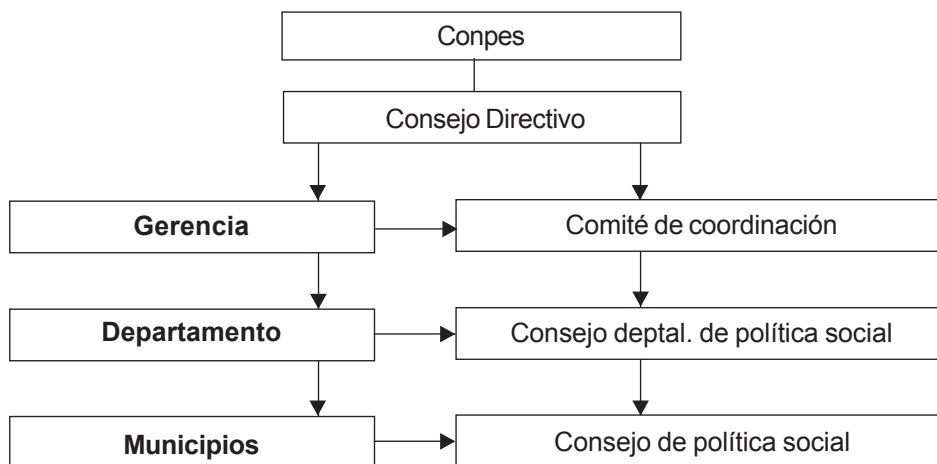 Conpes
Consejo Directivo
Gerencia
Comité de coordinación
Departamento
Consejo deptal. de política social
Municipios
Consejo de política social